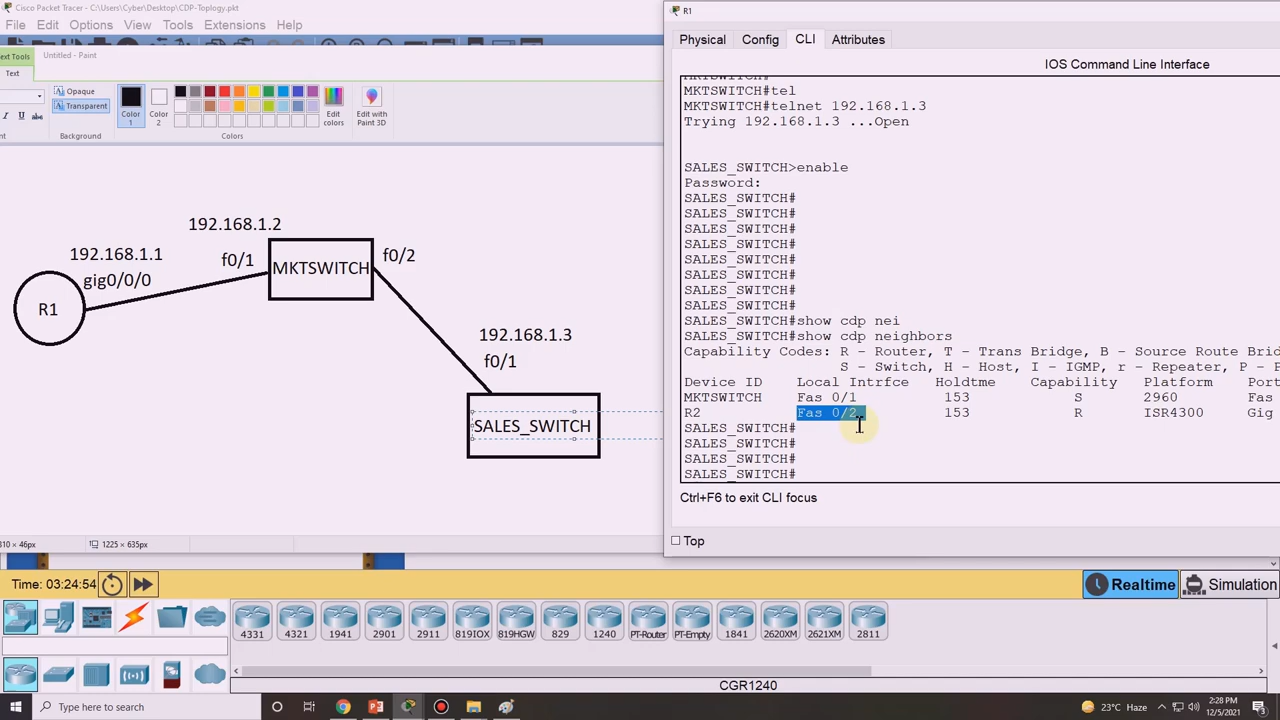 Cisco Packet Tracer - C:\Users\Cyber\Desktop\CDP-Toplogy.pkt
File Edit Options View Tools Extensions Help
Text Tools
Untitled - Paint
Text
Opaque
Transparent
Background
Color 1
Color 2
Edit colors
Edit with Paint 3D
Colors
192.168.1.2
192.168.1.1
gig0/0/0
f0/1
MKTSWITCH
f0/2
R1
192.168.1.3
f0/1
SALES_SWITCH
1225 × 635px
R1
Physical Config CLI Attributes
IOS Command Line Interface
MKTSWITCH#
MKTSWITCH#tel
MKTSWITCH#telnet 192.168.1.3
Trying 192.168.1.3 ...Open
SALES_SWITCH>enable
Password:
SALES_SWITCH#
SALES_SWITCH#
SALES_SWITCH#
SALES_SWITCH#
SALES_SWITCH#
SALES_SWITCH#
SALES_SWITCH#
SALES_SWITCH#
SALES_SWITCH#show cdp nei
SALES_SWITCH#show cdp neighbors
Capability Codes: R - Router, T - Trans Bridge, B - Source Route Brid
S - Switch, H - Host, I - IGMP, r - Repeater, P - P
Device ID Local Intrfce Holdtme Capability Platform Port
MKTSWITCH Fas 0/1 153 S 2960 Fas
R2 Fas 0/2 153 R ISR4300 Gig
SALES_SWITCH#
SALES_SWITCH#
SALES_SWITCH#
SALES_SWITCH#
Ctrl+F6 to exit CLI focus
Top
Time: 03:24:54
Realtime
Simulation
4331 4321 1941 2901 2911 819IOX 819HGW 829 1240 PT-Router PT-Empty 1841 2620XM 2621XM 2811
CGR1240
Type here to search
23°C Haze
2:28 PM
12/5/2021
3